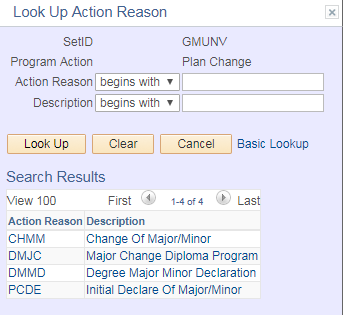 Look Up Action Reason
SetID GMUNV
Program Action Plan Change
Action Reason begins with
Description begins with
Look Up Clear Cancel Basic Lookup
Search Results
View 100 First 1-4 of 4 Last
Action Reason Description
CHMM Change Of Major/Minor
DMJC Major Change Diploma Program
DMMD Degree Major Minor Declaration
PCDE Initial Declare Of Major/Minor